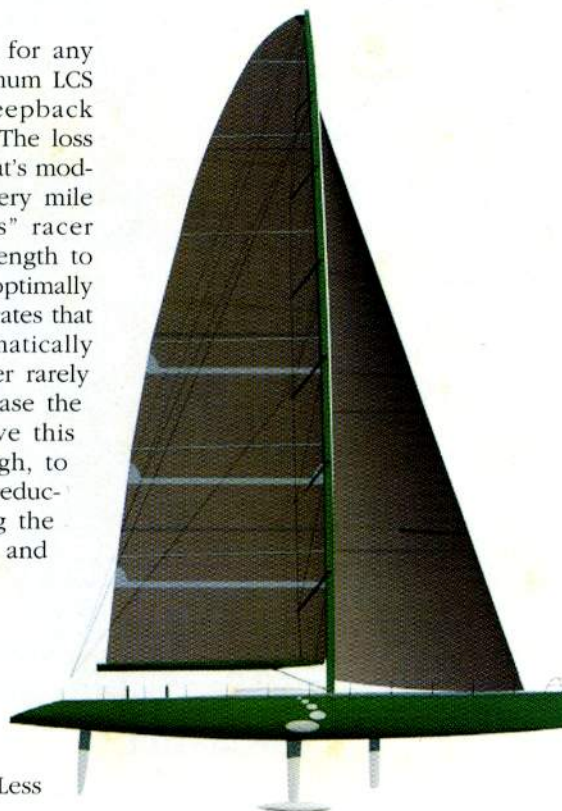 for any
num LCS
eepback
The loss
at's mod-
ery mile
s” racer
ength to
optimally
ates that
matically
er rarely
ase the
ve this
gh, to
educ-
g the
and
Less